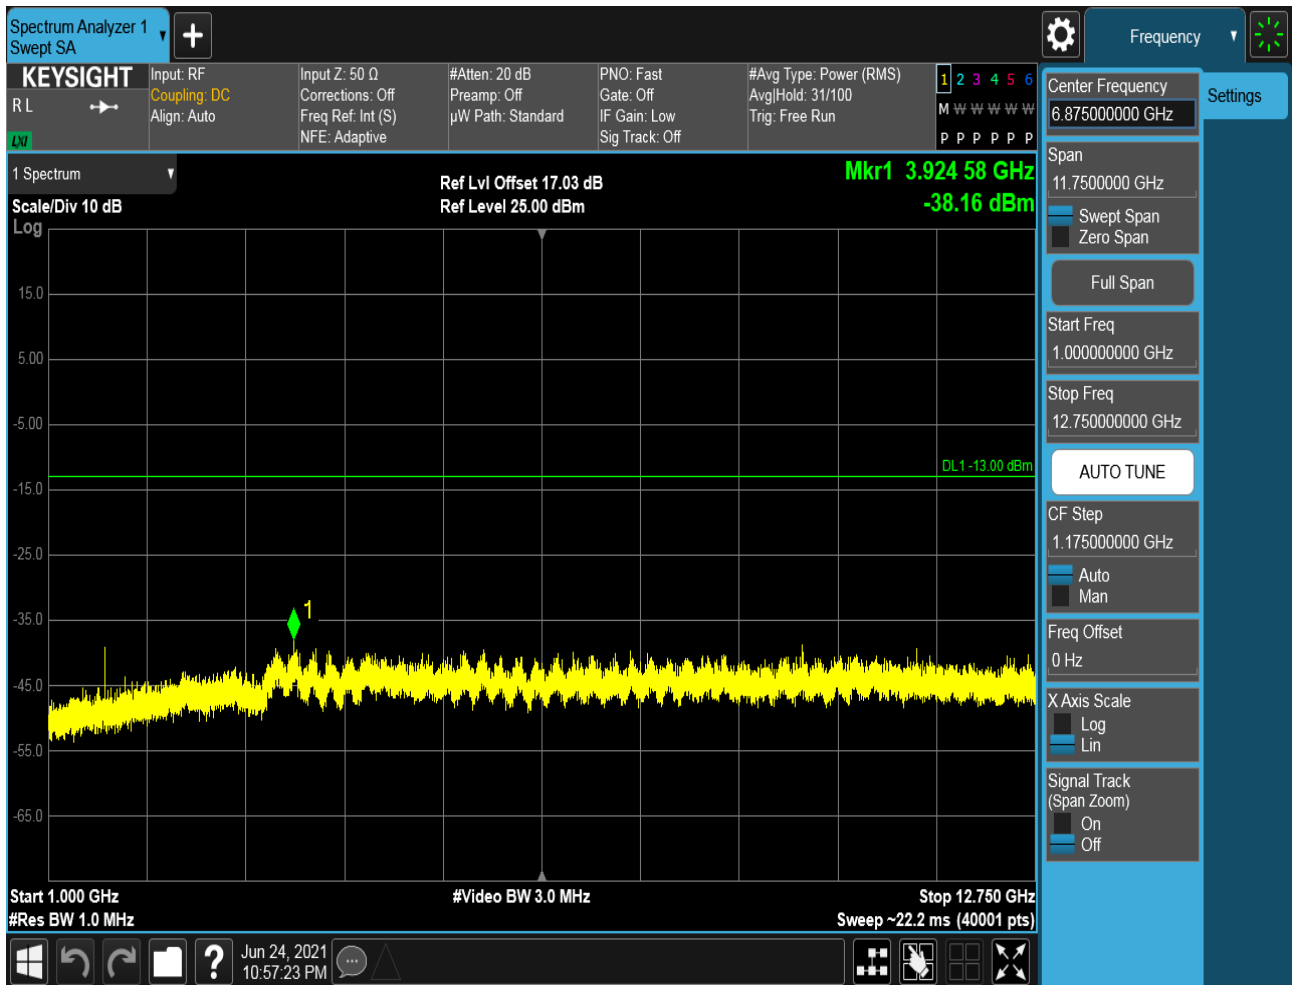 Spectrum Analyzer 1
Swept SA
Frequency
KEYSIGHT
R L
LXI
Input: RF
Coupling: DC
Align: Auto
Input Z: 50 Ω
Corrections: Off
Freq Ref: Int (S)
NFE: Adaptive
#Atten: 20 dB
Preamp: Off
µW Path: Standard
PNO: Fast
Gate: Off
IF Gain: Low
Sig Track: Off
#Avg Type: Power (RMS)
Avg|Hold: 31/100
Trig: Free Run
1 2 3 4 5 6
M W W W W W
P P P P P P
1 Spectrum
Scale/Div 10 dB
Log
Ref Lvl Offset 17.03 dB
Ref Level 25.00 dBm
Mkr1 3.924 58 GHz
-38.16 dBm
15.0
5.00
-5.00
DL1 -13.00 dBm
-15.0
-25.0
1
-35.0
-45.0
-55.0
-65.0
Start 1.000 GHz
#Res BW 1.0 MHz
#Video BW 3.0 MHz
Stop 12.750 GHz
Sweep ~22.2 ms (40001 pts)
Center Frequency
6.875000000 GHz
Settings
Span
11.7500000 GHz
Swept Span
Zero Span
Full Span
Start Freq
1.000000000 GHz
Stop Freq
12.750000000 GHz
AUTO TUNE
CF Step
1.175000000 GHz
Auto
Man
Freq Offset
0 Hz
X Axis Scale
Log
Lin
Signal Track
(Span Zoom)
On
Off
?
Jun 24, 2021
10:57:23 PM